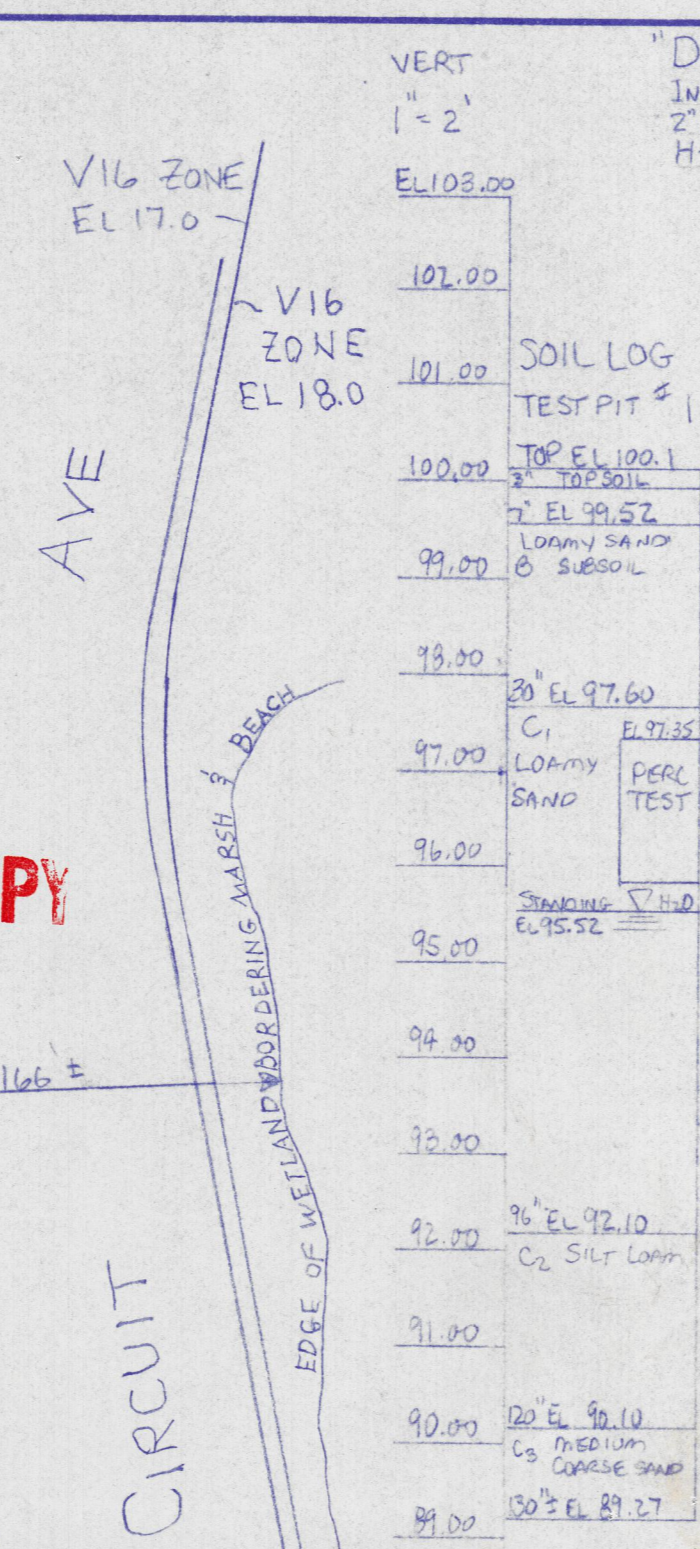 VERT
1" = 2'
"D
IN
2"
H
V16 ZONE
EL 17.0
V16
ZONE
EL 18.0
AVE
CIRCUIT
PY
166 ±
EDGE OF WETLAND BORDERING MARSH & BEACH
EL 103.00
102.00
101.00
100.00
99.00
98.00
97.00
96.00
95.00
94.00
93.00
92.00
91.00
90.00
89.00
SOIL LOG
TEST PIT # 1
TOP EL 100.1
3" TOPSOIL
7" EL 99.52
LOAMY SAND
B SUBSOIL
30" EL 97.60
C1
LOAMY
SAND
EL 97.35
PERC
TEST
STANDING H2O
EL 95.52
96" EL 92.10
C2 SILT LOAM
120" EL 90.10
C3 MEDIUM
COARSE SAND
130"± EL 89.27